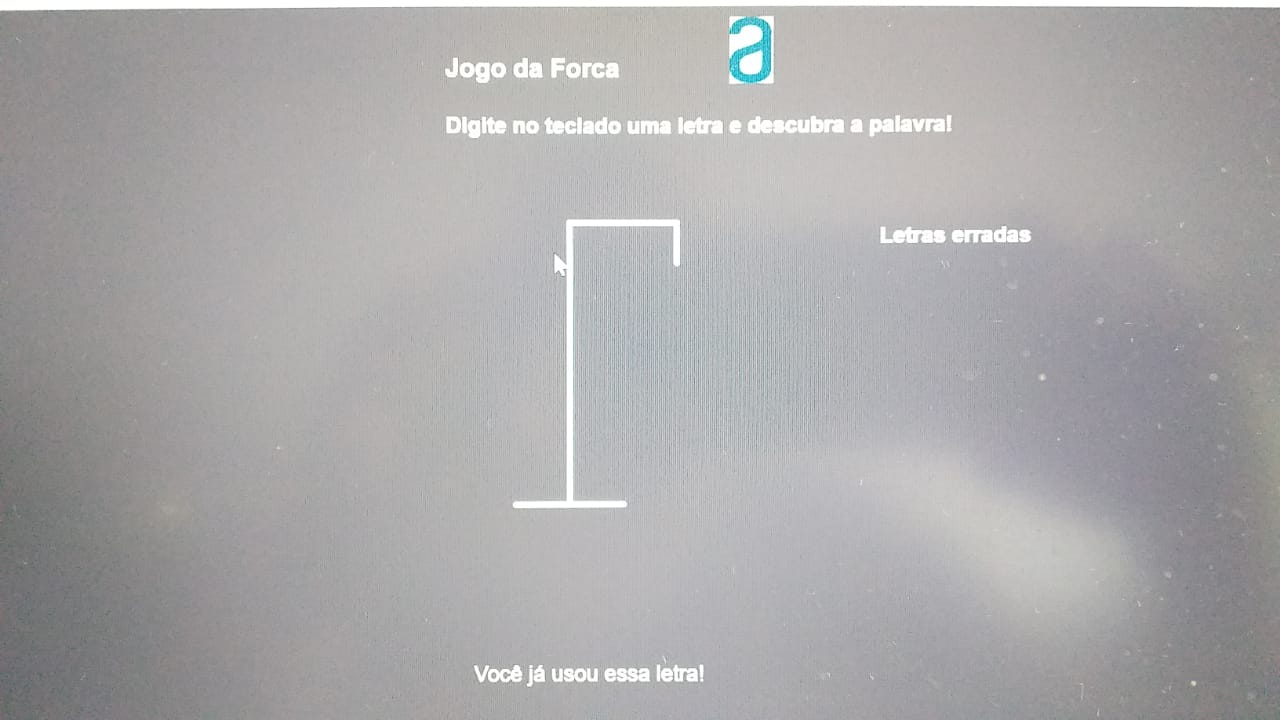 a
Jogo da Forca
Digite no teclado uma letra e descubra a palavra!
Letras erradas
Você já usou essa letra!